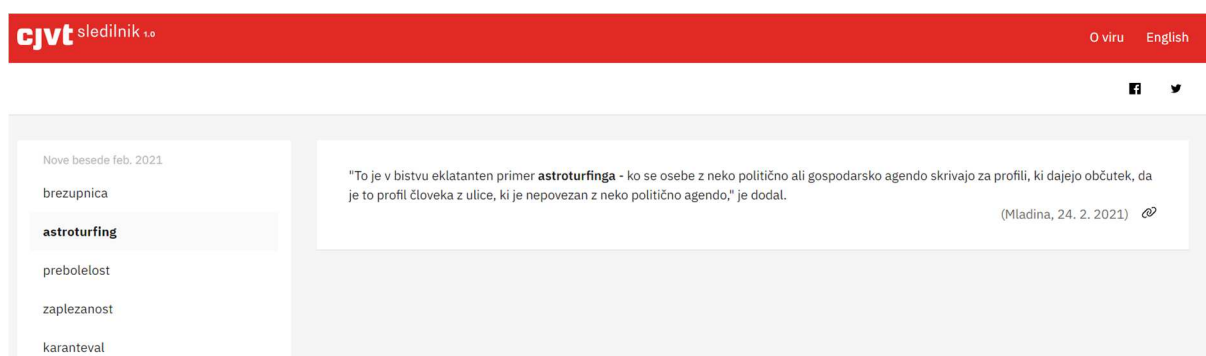 cjvt sledilnik 1.0
O viru English
Nove besede feb. 2021
brezupnica
astroturfing
prebolelost
zaplezanost
karanteval
"To je v bistvu eklatanten primer astroturfinga - ko se osebe z neko politično ali gospodarsko agendo skrivajo za profili, ki dajejo občutek, da
je to profil človeka z ulice, ki je nepovezan z neko politično agendo," je dodal.
(Mladina, 24. 2. 2021)